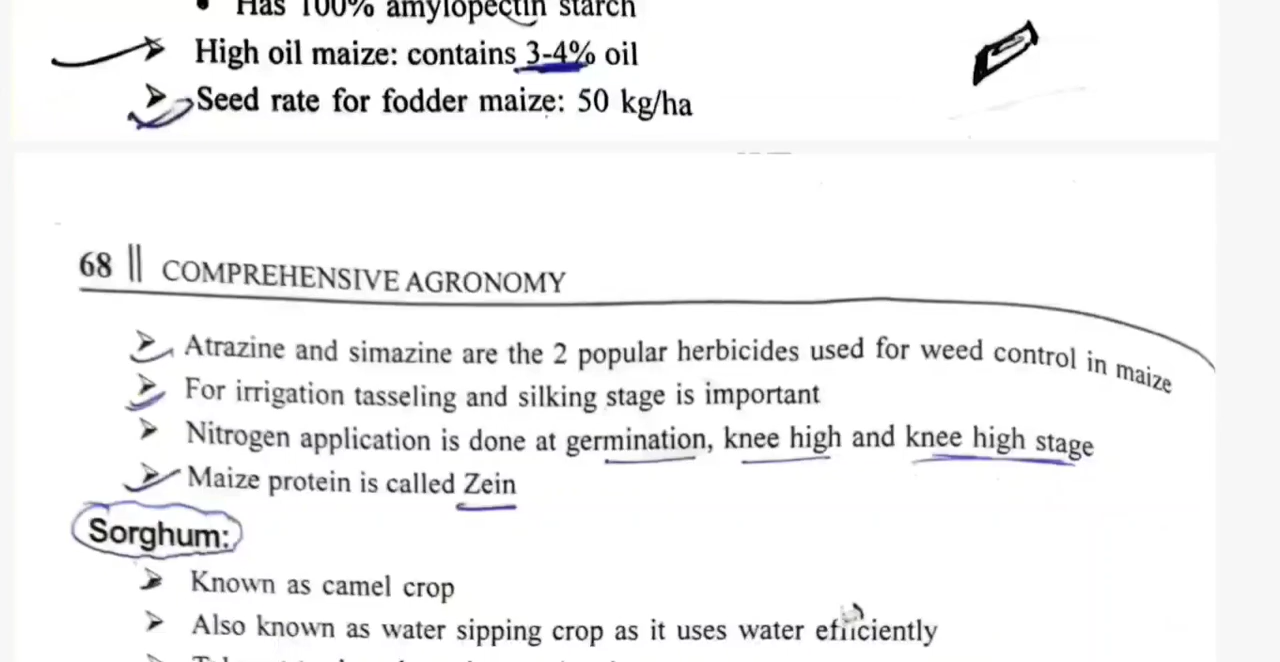 Has 100% amylopectin starch
High oil maize: contains 3-4% oil
Seed rate for fodder maize: 50 kg/ha
68 || COMPREHENSIVE AGRONOMY
Atrazine and simazine are the 2 popular herbicides used for weed control in maize
For irrigation tasseling and silking stage is important
Nitrogen application is done at germination, knee high and knee high stage
Maize protein is called Zein
Sorghum:
Known as camel crop
Also known as water sipping crop as it uses water efficiently